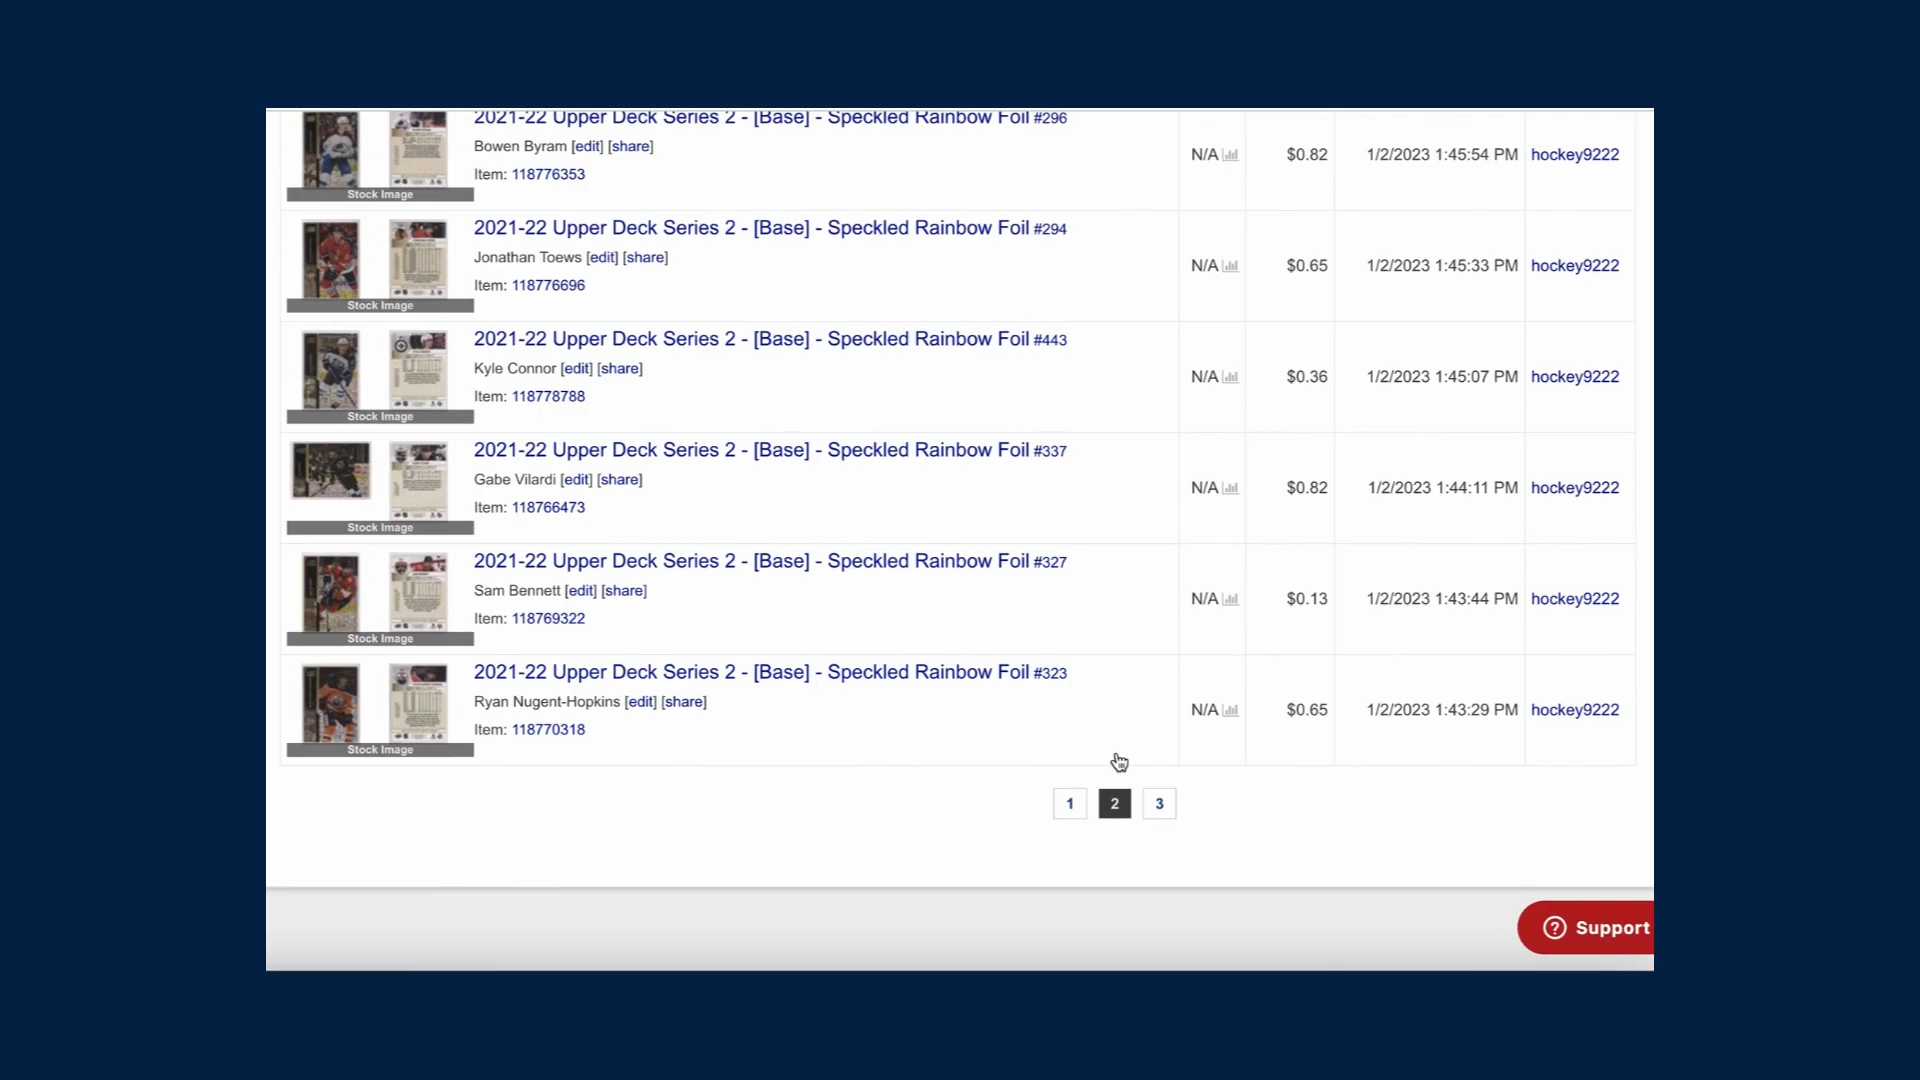 2021-22 Upper Deck Series 2 - [Base] - Speckled Rainbow Foil #296
Bowen Byram [edit] [share]
Item: 118776353
Stock Image
N/A $0.82 1/2/2023 1:45:54 PM hockey9222
2021-22 Upper Deck Series 2 - [Base] - Speckled Rainbow Foil #294
Jonathan Toews [edit] [share]
Item: 118776696
Stock Image
N/A $0.65 1/2/2023 1:45:33 PM hockey9222
2021-22 Upper Deck Series 2 - [Base] - Speckled Rainbow Foil #443
Kyle Connor [edit] [share]
Item: 118778788
Stock Image
N/A $0.36 1/2/2023 1:45:07 PM hockey9222
2021-22 Upper Deck Series 2 - [Base] - Speckled Rainbow Foil #337
Gabe Vilardi [edit] [share]
Item: 118766473
Stock Image
N/A $0.82 1/2/2023 1:44:11 PM hockey9222
2021-22 Upper Deck Series 2 - [Base] - Speckled Rainbow Foil #327
Sam Bennett [edit] [share]
Item: 118769322
Stock Image
N/A $0.13 1/2/2023 1:43:44 PM hockey9222
2021-22 Upper Deck Series 2 - [Base] - Speckled Rainbow Foil #323
Ryan Nugent-Hopkins [edit] [share]
Item: 118770318
Stock Image
N/A $0.65 1/2/2023 1:43:29 PM hockey9222
1 2 3
Support